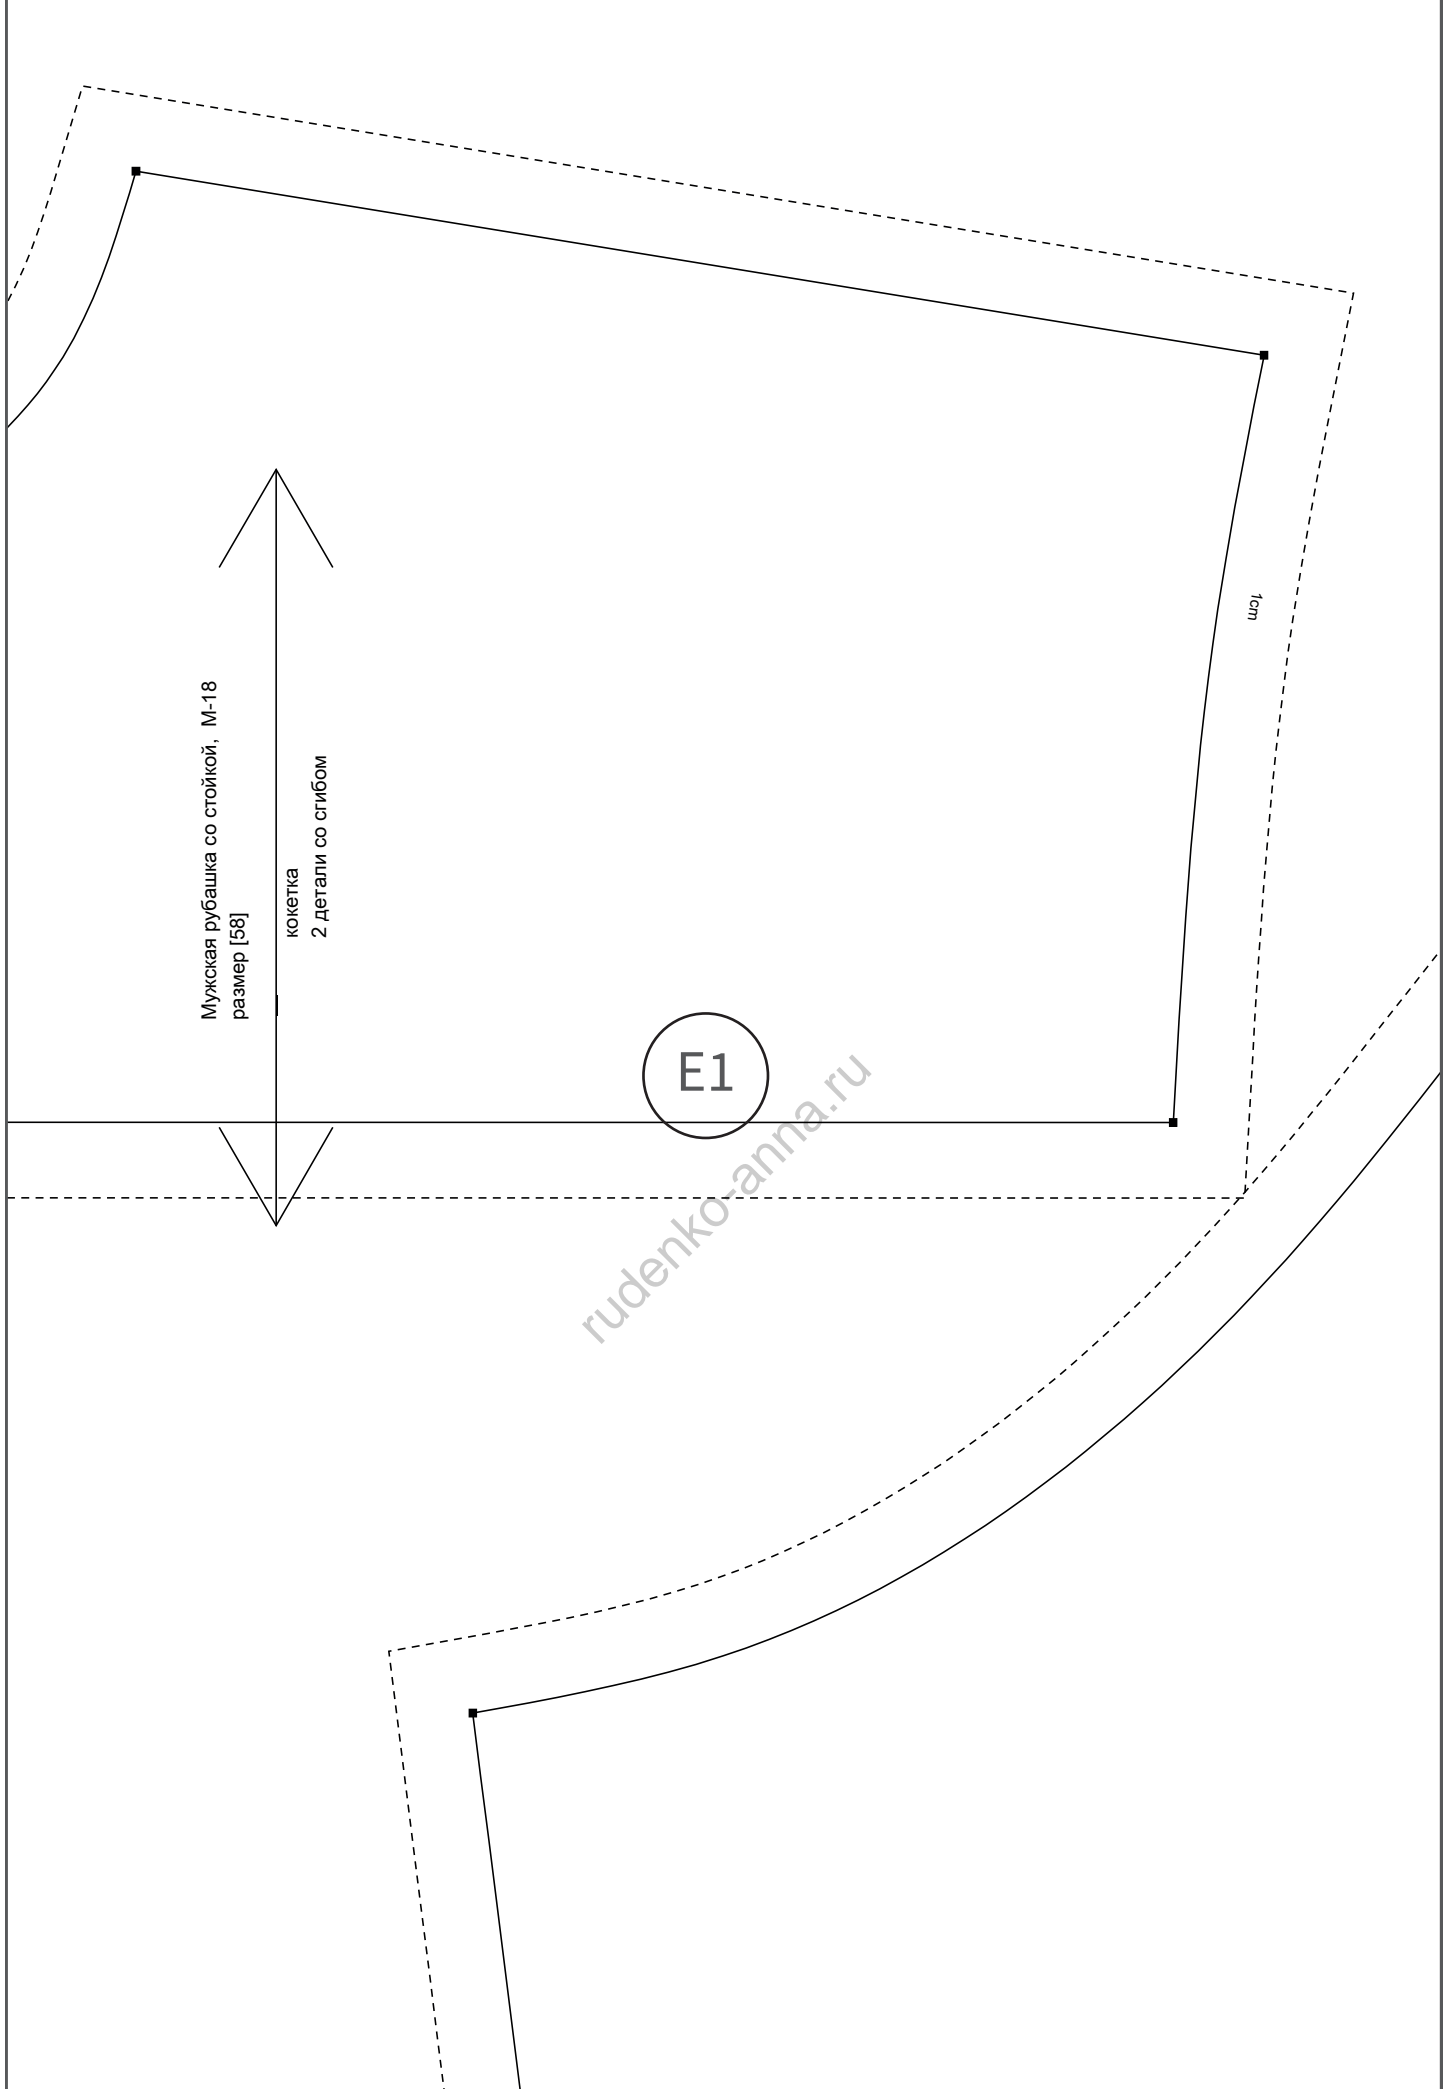 Мужская рубашка со стойкой, М-18
размер [58]
кокетка
2 детали со сгибом
1cm
E1
rudenko-anna.ru